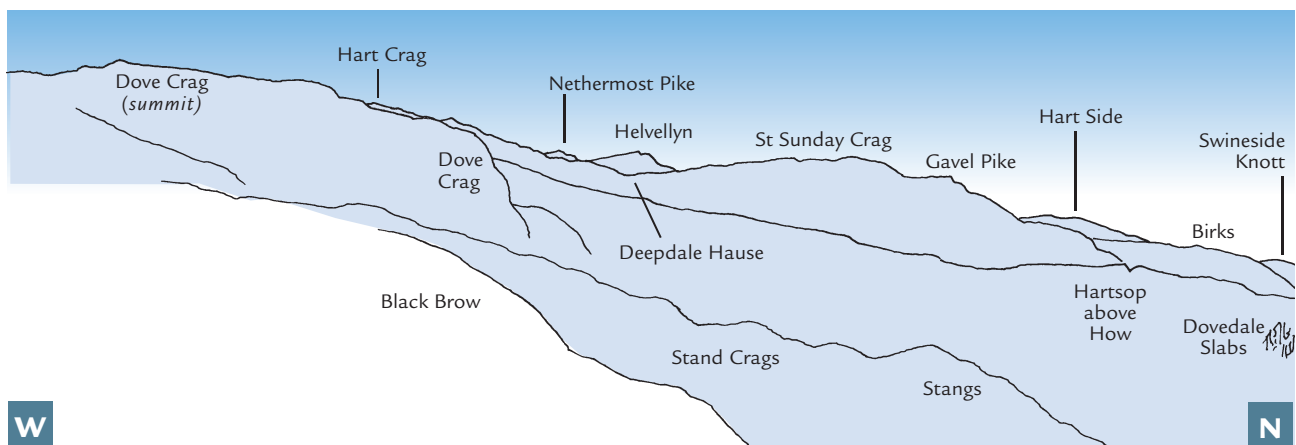 Hart Crag
Dove Crag
(summit)
Nethermost Pike
Helvellyn
St Sunday Crag
Hart Side
Gavel Pike
Swineside
Knott
Dove
Crag
Deepdale Hause
Birks
Black Brow
Hartsop
above
How
Dovedale
Slabs
Stand Crags
Stangs
W
N